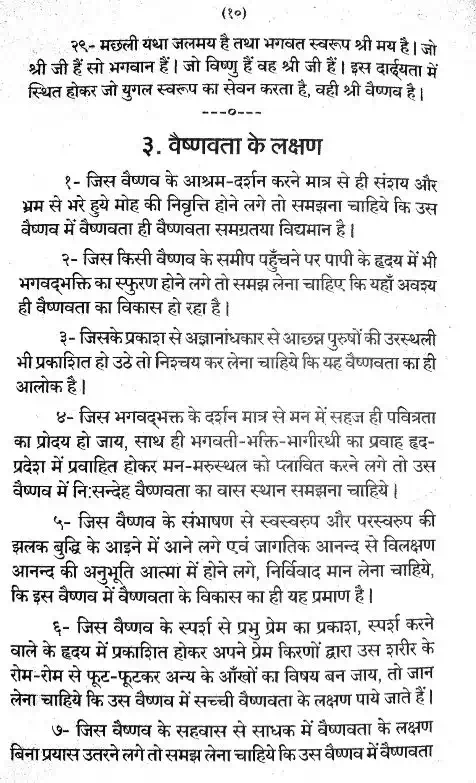 (१०)
२९- मछली यथा जलमय है तथा भगवत स्वरूप श्री मय है। जो
श्री जी हैं सो भगवान हैं। जो विष्णु हैं वह श्री जी हैं। इस दार्ढ्यता में
स्थित होकर जो युगल स्वरूप का सेवन करता है, वही श्री वैष्णव है।
---०---
३. वैष्णवता के लक्षण
१- जिस वैष्णव के आश्रम-दर्शन करने मात्र से ही संशय और
भ्रम से भरे हुये मोह की निवृत्ति होने लगे तो समझना चाहिये कि उस
वैष्णव में वैष्णवता ही वैष्णवता समग्रतया विद्यमान है।
२- जिस किसी वैष्णव के समीप पहुँचने पर पापी के हृदय में भी
भगवद्भक्ति का स्फुरण होने लगे तो समझ लेना चाहिए कि यहाँ अवश्य
ही वैष्णवता का विकास हो रहा है।
३- जिसके प्रकाश से अज्ञानांधकार से आछन्न पुरुषों की उरस्थली
भी प्रकाशित हो उठे तो निश्चय कर लेना चाहिये कि यह वैष्णवता का ही
आलोक है।
४- जिस भगवद्भक्त के दर्शन मात्र से मन में सहज ही पवित्रता
का प्रोदय हो जाय, साथ ही भगवती-भक्ति-भागीरथी का प्रवाह हृद-
प्रदेश में प्रवाहित होकर मन-मरुस्थल को प्लावित करने लगे तो उस
वैष्णव में नि:सन्देह वैष्णवता का वास स्थान समझना चाहिये।
५- जिस वैष्णव के संभाषण से स्वस्वरुप और परस्वरुप की
झलक बुद्धि के आइने में आने लगे एवं जागतिक आनन्द से विलक्षण
आनन्द की अनुभूति आत्मा में होने लगे, निर्विवाद मान लेना चाहिये,
कि इस वैष्णव में वैष्णवता के विकास का ही यह प्रमाण है।
६- जिस वैष्णव के स्पर्श से प्रभु प्रेम का प्रकाश, स्पर्श करने
वाले के हृदय में प्रकाशित होकर अपने प्रेम किरणों द्वारा उस शरीर के
रोम-रोम से फूट-फूटकर अन्य के आँखों का विषय बन जाय, तो जान
लेना चाहिये कि उस वैष्णव में सच्ची वैष्णवता के लक्षण पाये जाते हैं।
७- जिस वैष्णव के सहवास से साधक में वैष्णवता के लक्षण
बिना प्रयास उतरने लगे तो समझ लेना चाहिये कि उस वैष्णव में वैष्णवता